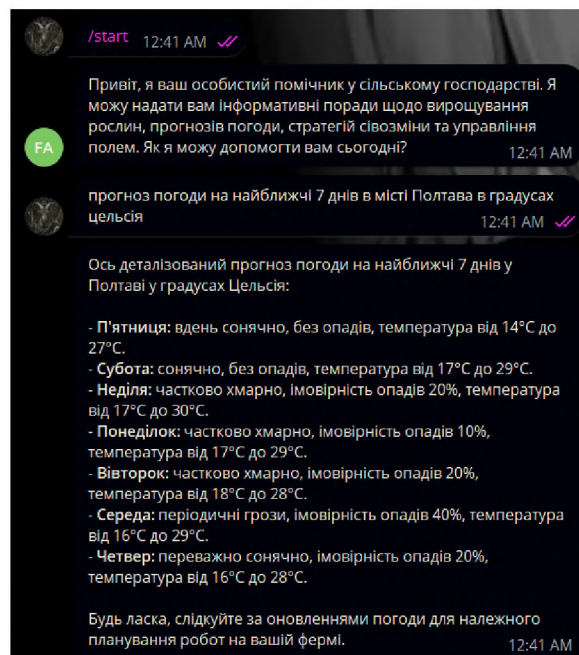 /start 12:41 AM
Привіт, я ваш особистий помічник у сільському господарстві. Я
можу надати вам інформативні поради щодо вирощування
рослин, прогнозів погоди, стратегій сівозміни та управління
полем. Як я можу допомогти вам сьогодні?
FA
12:41 AM
прогноз погоди на найближчі 7 днів в місті Полтава в градусах
цельсія
12:41 AM
Ось деталізований прогноз погоди на найближчі 7 днів у
Полтаві у градусах Цельсія:
- П'ятниця: вдень сонячно, без опадів, температура від 14°C до
27°C.
- Субота: сонячно, без опадів, температура від 17°C до 29°C.
- Неділя: частково хмарно, імовірність опадів 20%, температура
від 17°C до 30°C.
- Понеділок: частково хмарно, імовірність опадів 10%,
температура від 17°C до 29°C.
- Вівторок: частково хмарно, імовірність опадів 20%,
температура від 18°C до 28°C.
- Середа: періодичні грози, імовірність опадів 40%, температура
від 16°C до 29°C.
- Четвер: переважно сонячно, імовірність опадів 20%,
температура від 16°C до 28°C.
Будь ласка, слідкуйте за оновленнями погоди для належного
планування робот на вашій фермі.
12:41 AM